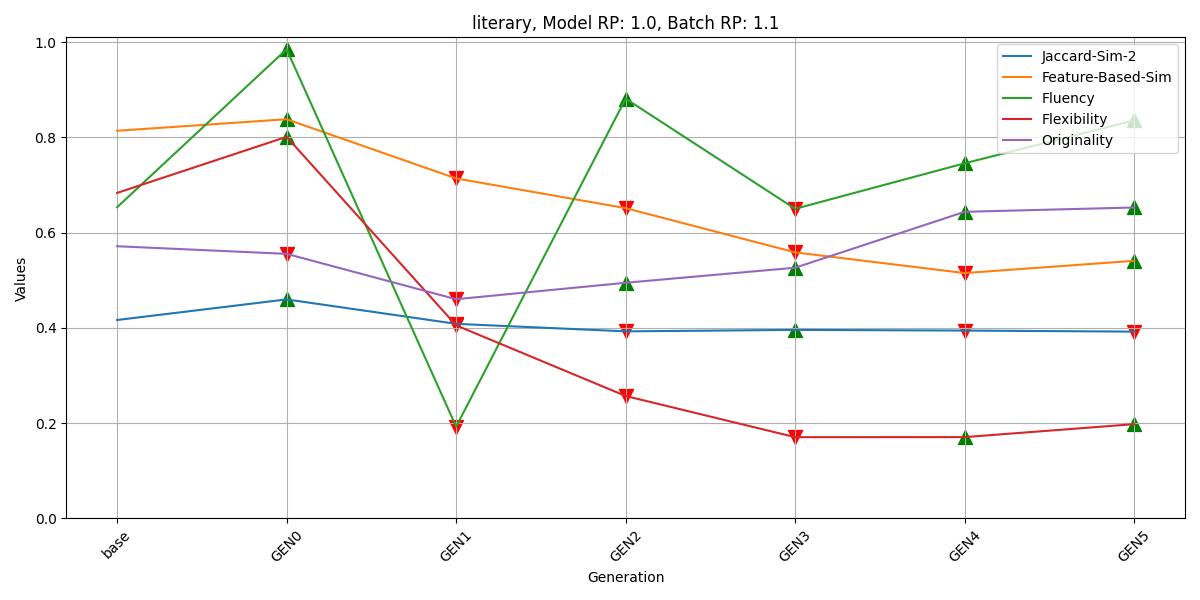 literary, Model RP: 1.0, Batch RP: 1.1
Jaccard-Sim-2
Feature-Based-Sim
Fluency
Flexibility
Originality
Values
1.0
0.8
0.6
0.4
0.2
0.0
base
GEN0
GEN1
GEN2
GEN3
GEN4
GEN5
Generation